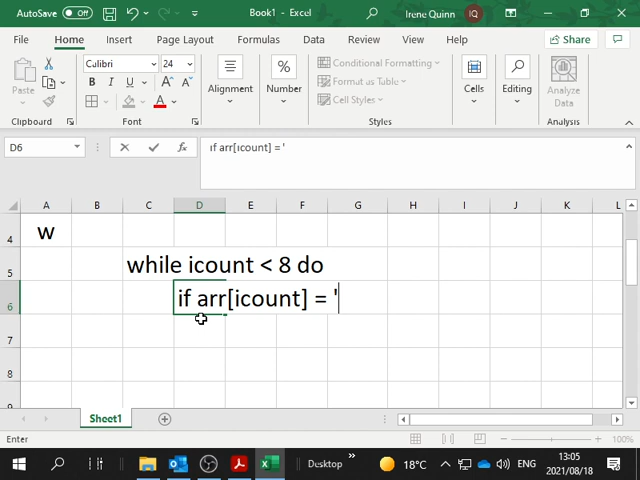 AutoSave Off Book1 - Excel Irene Quinn IQ
File Home Insert Page Layout Formulas Data Review View Help Share
Paste Calibri 24 Alignment Number Conditional Formatting Cells Editing Analyze Data
B I U A A Format as Table
A Cell Styles
Clipboard Font Styles Analysis
D6 fx if arr[icount] = '
A B C D E F G H I J K L
4 w
5 while icount < 8 do
6 if arr[icount] = '
7
8
9
Sheet1
Enter 100%
Desktop 18°C 13:05
2021/08/18